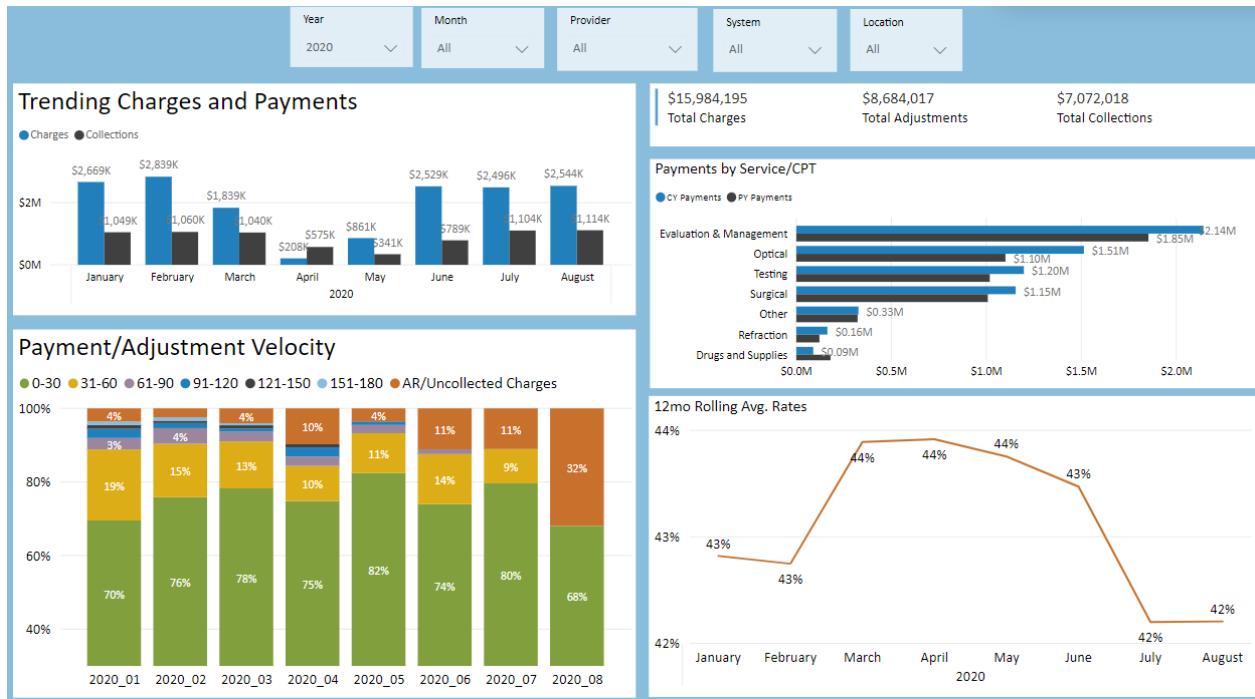 Year
2020
Month
All
Provider
All
System
All
Location
All
Trending Charges and Payments
Charges Collections
$2M
$0M
$2,669K
$1,049K
$2,839K
$1,060K
$1,839K
$1,040K
$208K
$575K
$861K
$341K
$2,529K
$789K
$2,496K
$1,104K
$2,544K
$1,114K
January February March April May June July August
2020
$15,984,195 $8,684,017 $7,072,018
Total Charges Total Adjustments Total Collections
Payments by Service/CPT
CY Payments PY Payments
Evaluation & Management $2.14M
$1.85M
Optical $1.51M
$1.10M
Testing $1.20M
Surgical $1.15M
Other $0.33M
Refraction $0.16M
Drugs and Supplies $0.09M
$0.0M $0.5M $1.0M $1.5M $2.0M
Payment/Adjustment Velocity
0-30 31-60 61-90 91-120 121-150 151-180 AR/Uncollected Charges
100%
80%
60%
40%
4%
3%
19%
70%
4%
15%
76%
4%
13%
78%
10%
10%
75%
4%
11%
82%
11%
14%
74%
11%
9%
80%
32%
68%
2020_01 2020_02 2020_03 2020_04 2020_05 2020_06 2020_07 2020_08
12mo Rolling Avg. Rates
44%
43%
42%
43%
43%
44%
44%
44%
43%
42%
42%
January February March April May June July August
2020